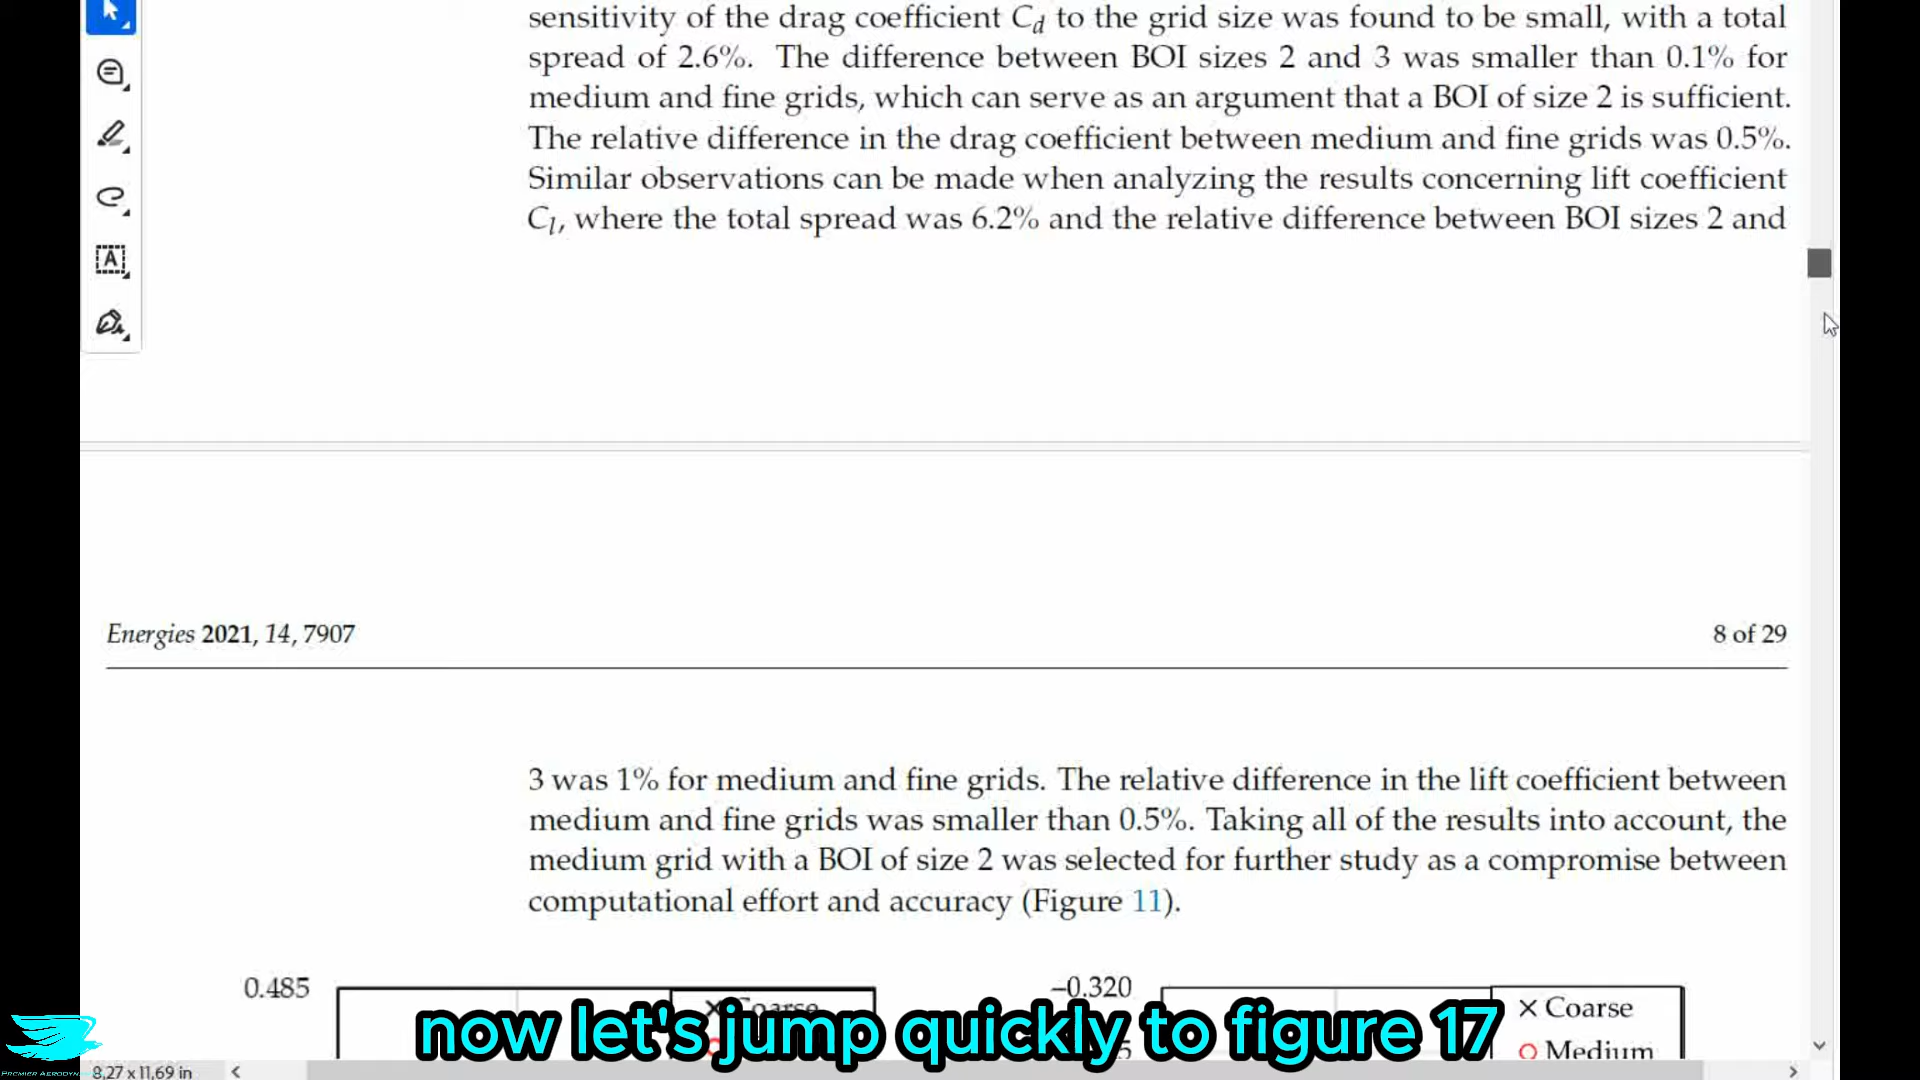 sensitivity of the drag coefficient Cd to the grid size was found to be small, with a total
spread of 2.6%. The difference between BOI sizes 2 and 3 was smaller than 0.1% for
medium and fine grids, which can serve as an argument that a BOI of size 2 is sufficient.
The relative difference in the drag coefficient between medium and fine grids was 0.5%.
Similar observations can be made when analyzing the results concerning lift coefficient
Cl, where the total spread was 6.2% and the relative difference between BOI sizes 2 and
Energies 2021, 14, 7907
8 of 29
3 was 1% for medium and fine grids. The relative difference in the lift coefficient between
medium and fine grids was smaller than 0.5%. Taking all of the results into account, the
medium grid with a BOI of size 2 was selected for further study as a compromise between
computational effort and accuracy (Figure 11).
0.485
× Coarse
−0.320
× Coarse
Medium
now let's jump quickly to figure 17
8,27 x 11,69 in